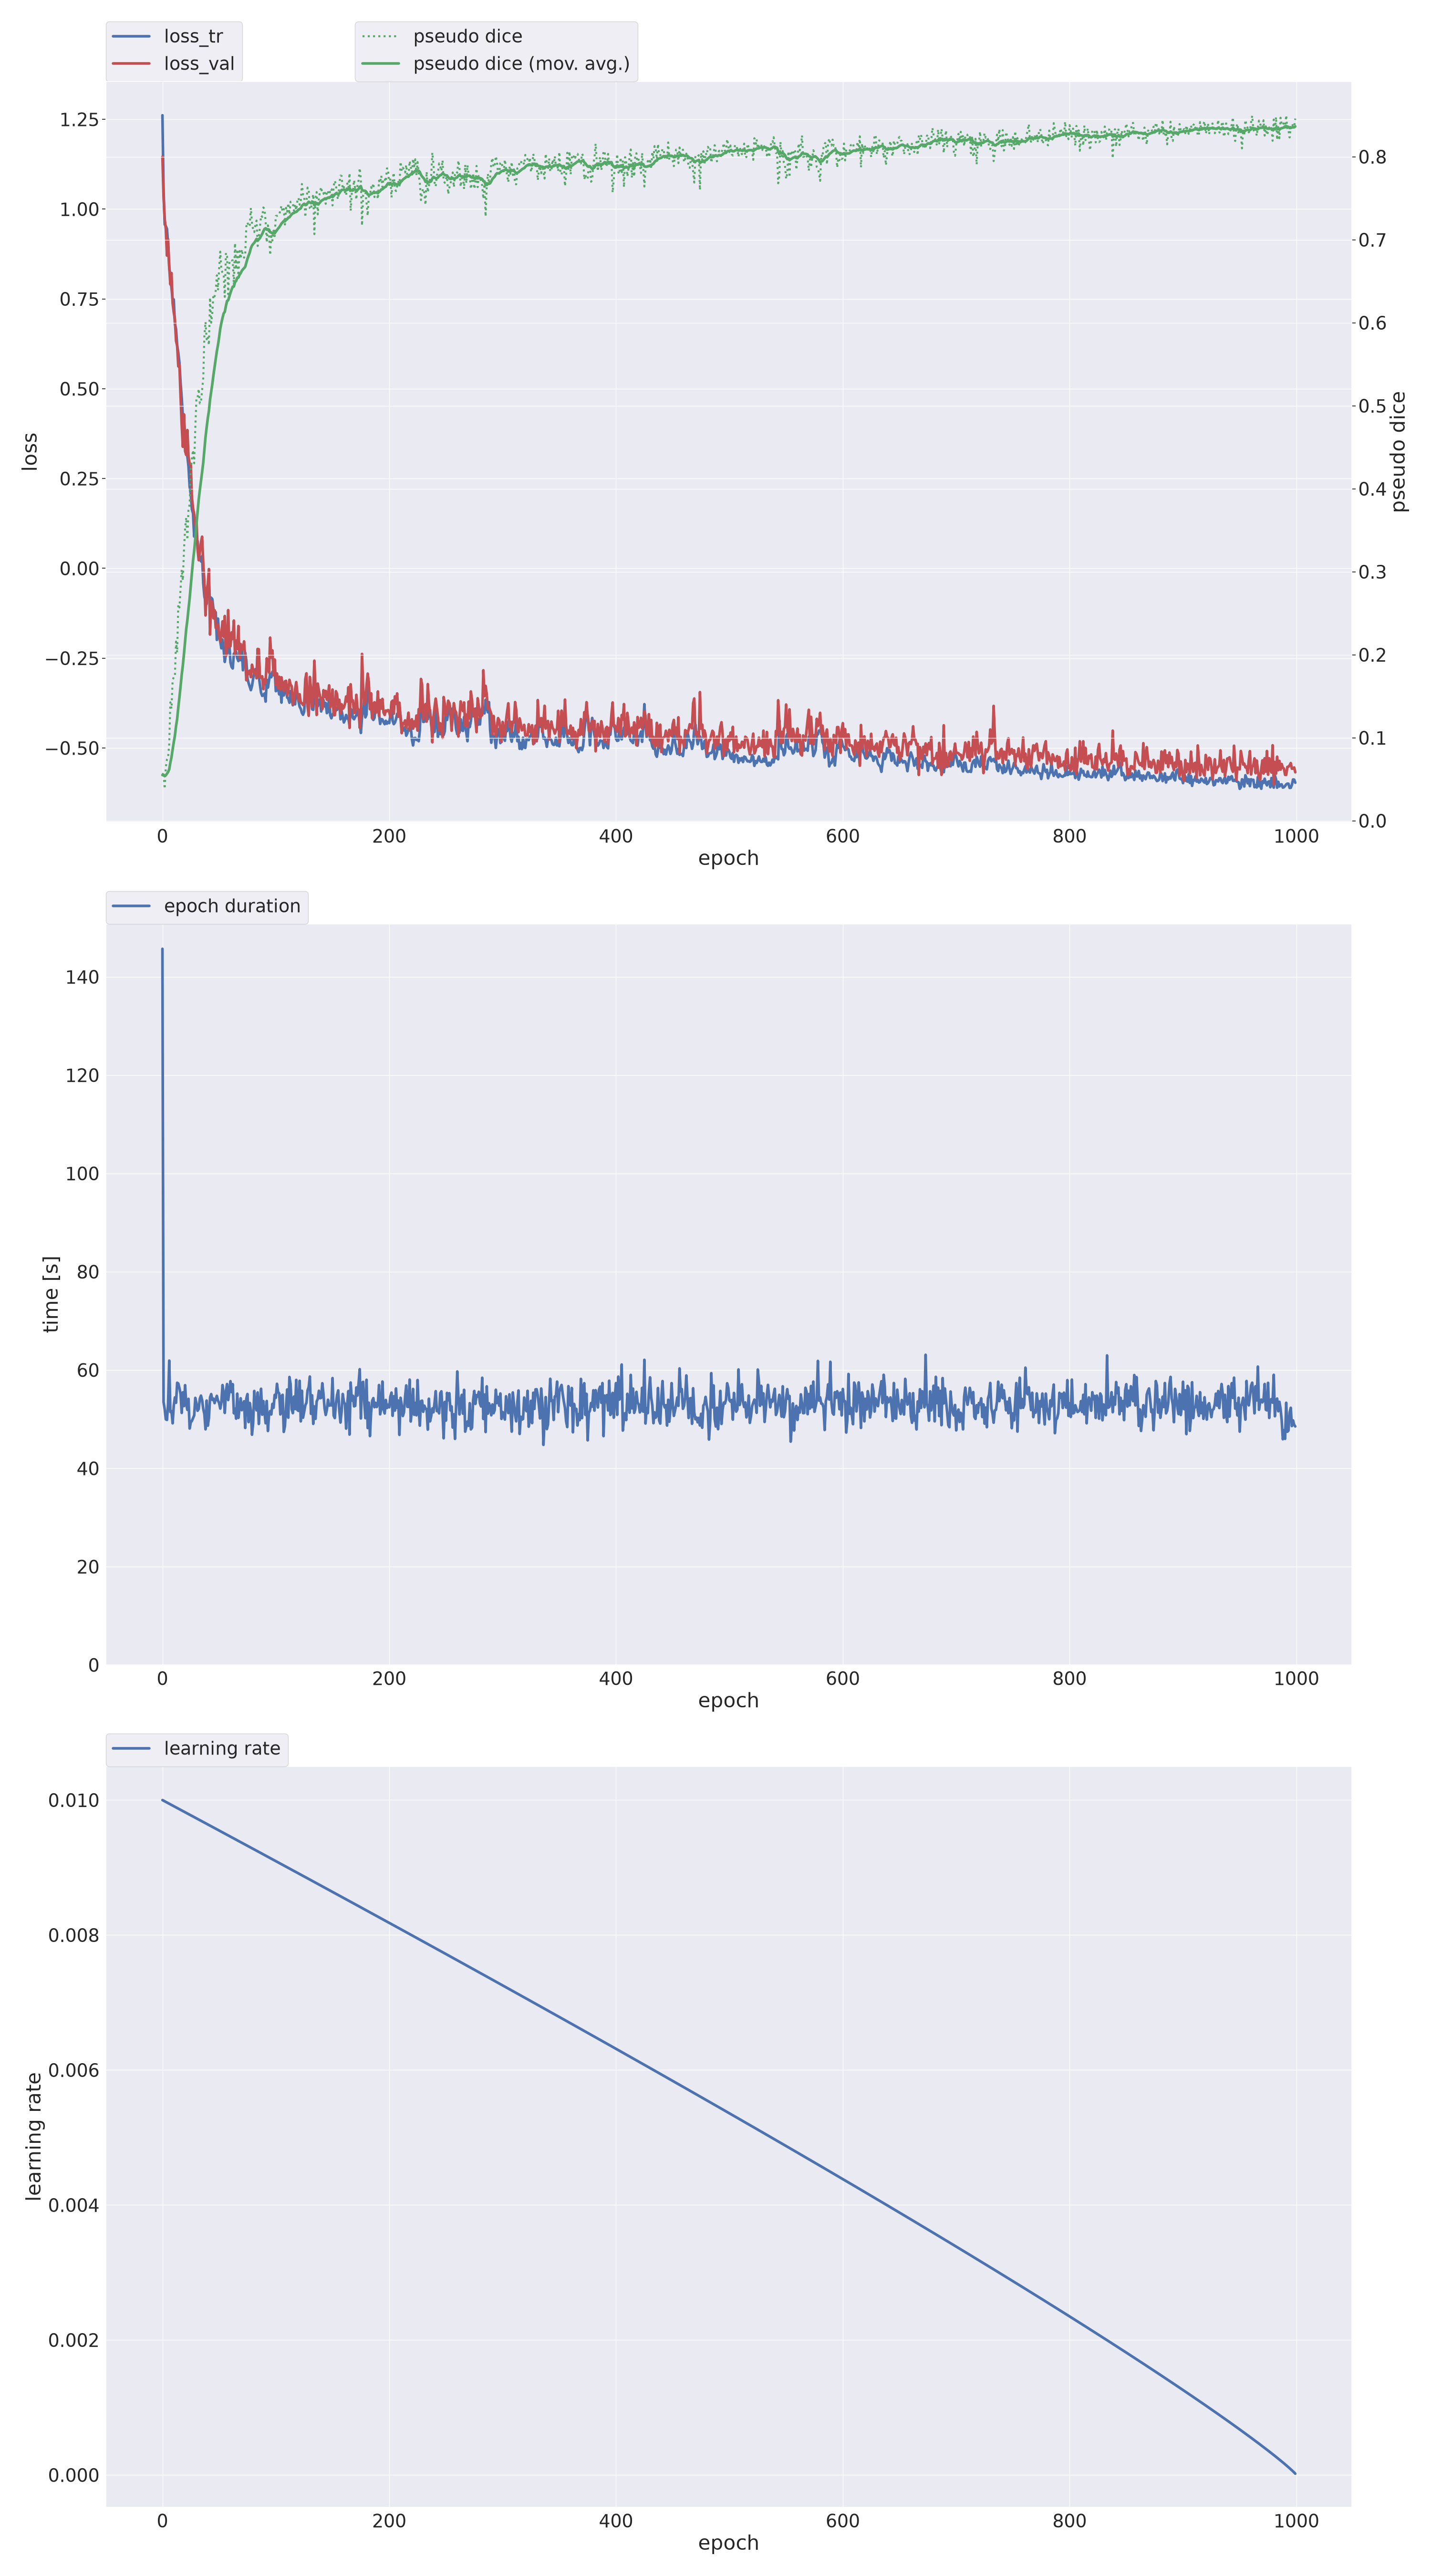 loss_tr
loss_val
pseudo dice
pseudo dice (mov. avg.)
1.25
1.00
0.75
0.50
0.25
0.00
−0.25
−0.50
loss
0.8
0.7
0.6
0.5
0.4
0.3
0.2
0.1
0.0
pseudo dice
0 200 400 600 800 1000
epoch
epoch duration
140
120
100
80
60
40
20
0
time [s]
0 200 400 600 800 1000
epoch
learning rate
0.010
0.008
0.006
0.004
0.002
0.000
learning rate
0 200 400 600 800 1000
epoch